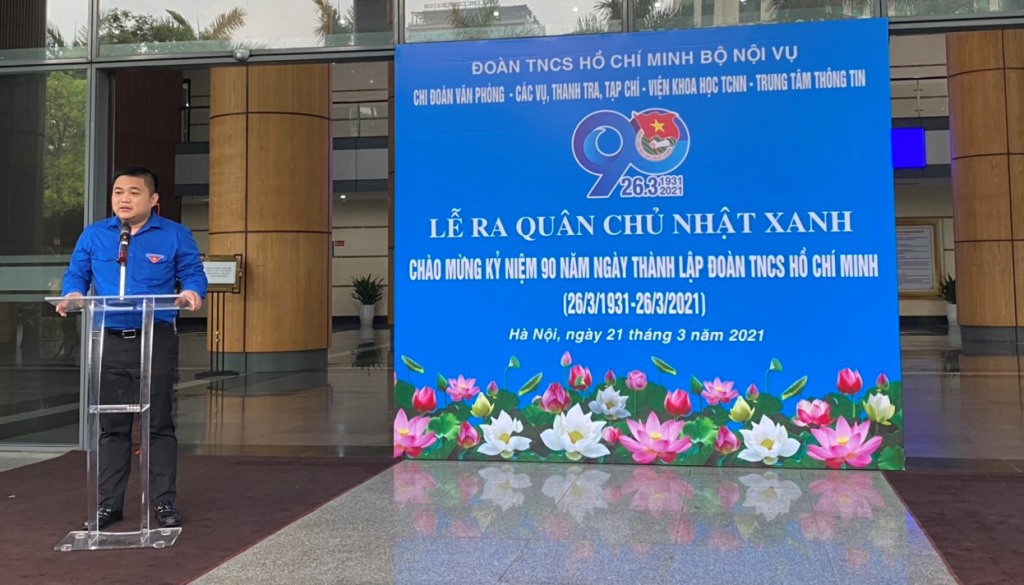 ĐOÀN TNCS HỒ CHÍ MINH BỘ NỘI VỤ
CHI ĐOÀN VĂN PHÒNG - CÁC VỤ, THANH TRA, TẠP CHÍ - VIỆN KHOA HỌC TCNN - TRUNG TÂM THÔNG TIN
90
26.3 1931
2021
LỄ RA QUÂN CHỦ NHẬT XANH
CHÀO MỪNG KỶ NIỆM 90 NĂM NGÀY THÀNH LẬP ĐOÀN TNCS HỒ CHÍ MINH
(26/3/1931-26/3/2021)
Hà Nội, ngày 21 tháng 3 năm 2021